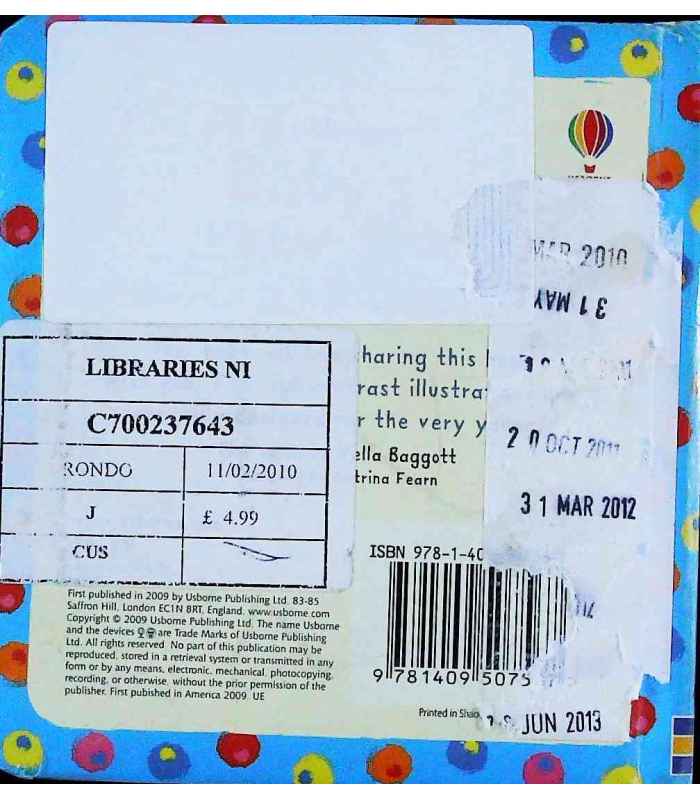 MAR 2010
31 MAY
LIBRARIES NI
C700237643
RONDO 11/02/2010
J £ 4.99
CUS
haring this
rast illustra
r the very y
ella Baggott
trina Fearn
20 OCT 2011
31 MAR 2012
ISBN 978-1-40
9 781409 5075
First published in 2009 by Usborne Publishing Ltd. 83-85
Saffron Hill, London EC1N 8RT, England. www.usborne.com
Copyright © 2009 Usborne Publishing Ltd. The name Usborne
and the devices are Trade Marks of Usborne Publishing
Ltd. All rights reserved. No part of this publication may be
reproduced, stored in a retrieval system or transmitted in any
form or by any means, electronic, mechanical, photocopying,
recording, or otherwise, without the prior permission of the
publisher. First pubished in America 2009. UE
Printed in
JUN 2013